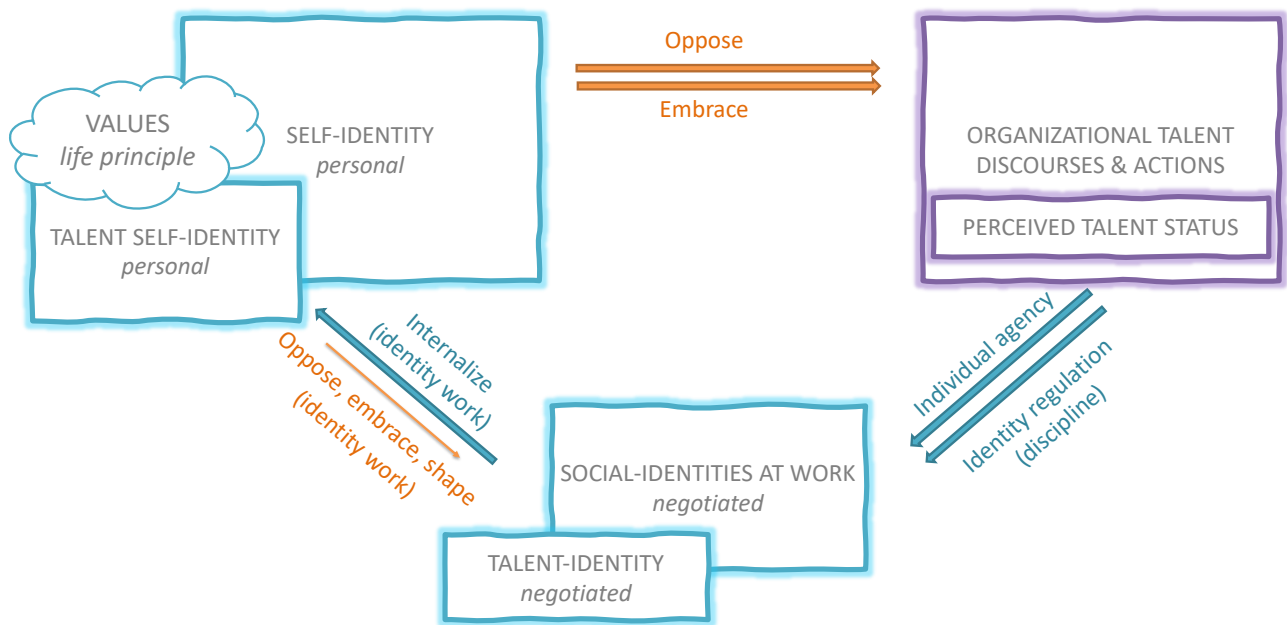 Oppose
Embrace
VALUES
life principle
SELF-IDENTITY
personal
TALENT SELF-IDENTITY
personal
ORGANIZATIONAL TALENT
DISCOURSES & ACTIONS
PERCEIVED TALENT STATUS
Internalize
(identity work)
Oppose, embrace, shape
(identity work)
Individual agency
Identity regulation
(discipline)
SOCIAL-IDENTITIES AT WORK
negotiated
TALENT-IDENTITY
negotiated